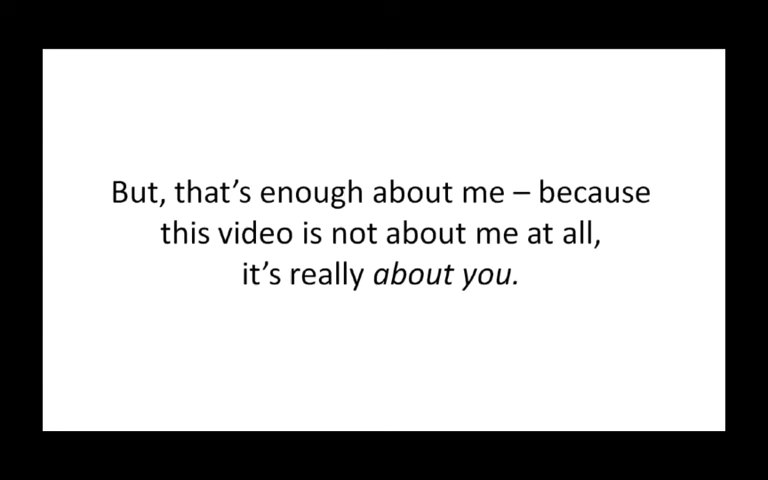 But, that’s enough about me – because
this video is not about me at all,
it’s really about you.